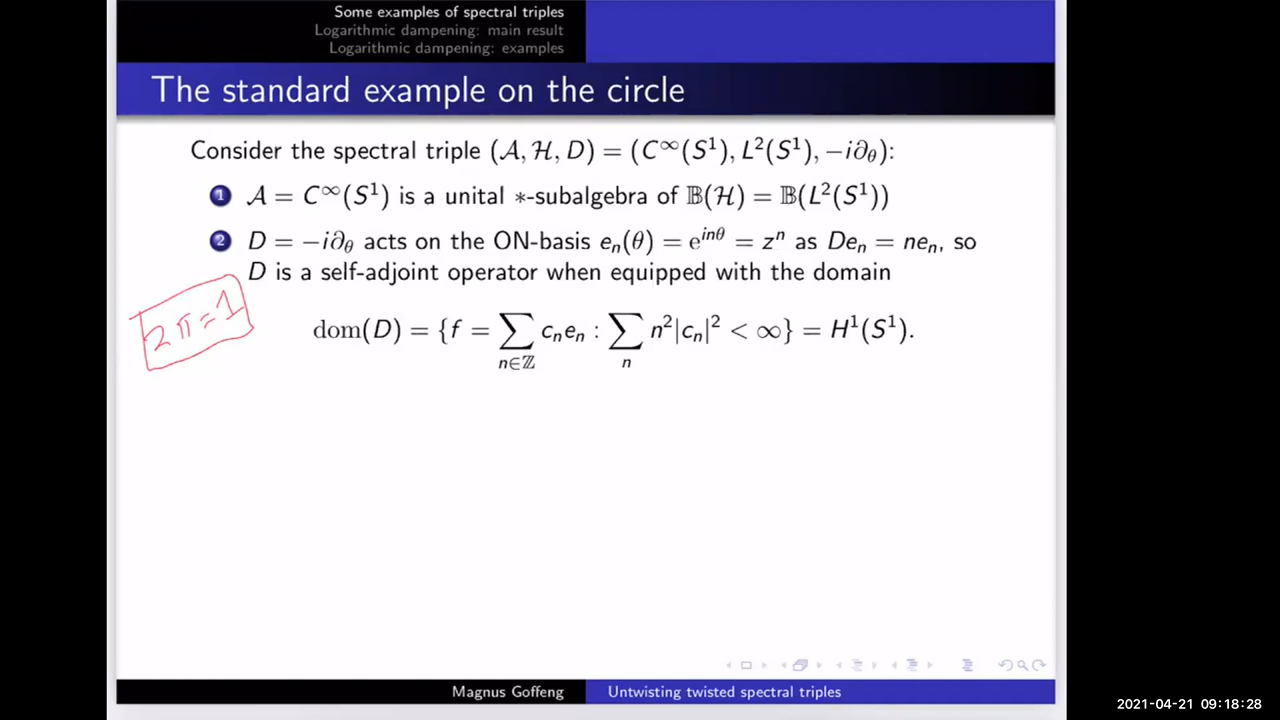 Some examples of spectral triples
Logarithmic dampening: main result
Logarithmic dampening: examples
The standard example on the circle
Consider the spectral triple (𝒜, ℋ, D) = (C^∞(S¹), L²(S¹), −i∂_θ):
1 𝒜 = C^∞(S¹) is a unital *-subalgebra of 𝔹(ℋ) = 𝔹(L²(S¹))
2 D = −i∂_θ acts on the ON-basis e_n(θ) = e^{inθ} = z^n as De_n = ne_n, so
D is a self-adjoint operator when equipped with the domain
2π=1
dom(D) = {f = ∑_{n∈ℤ} c_n e_n : ∑_n n²|c_n|² < ∞} = H¹(S¹).
Magnus Goffeng Untwisting twisted spectral triples
2021-04-21 09:18:28